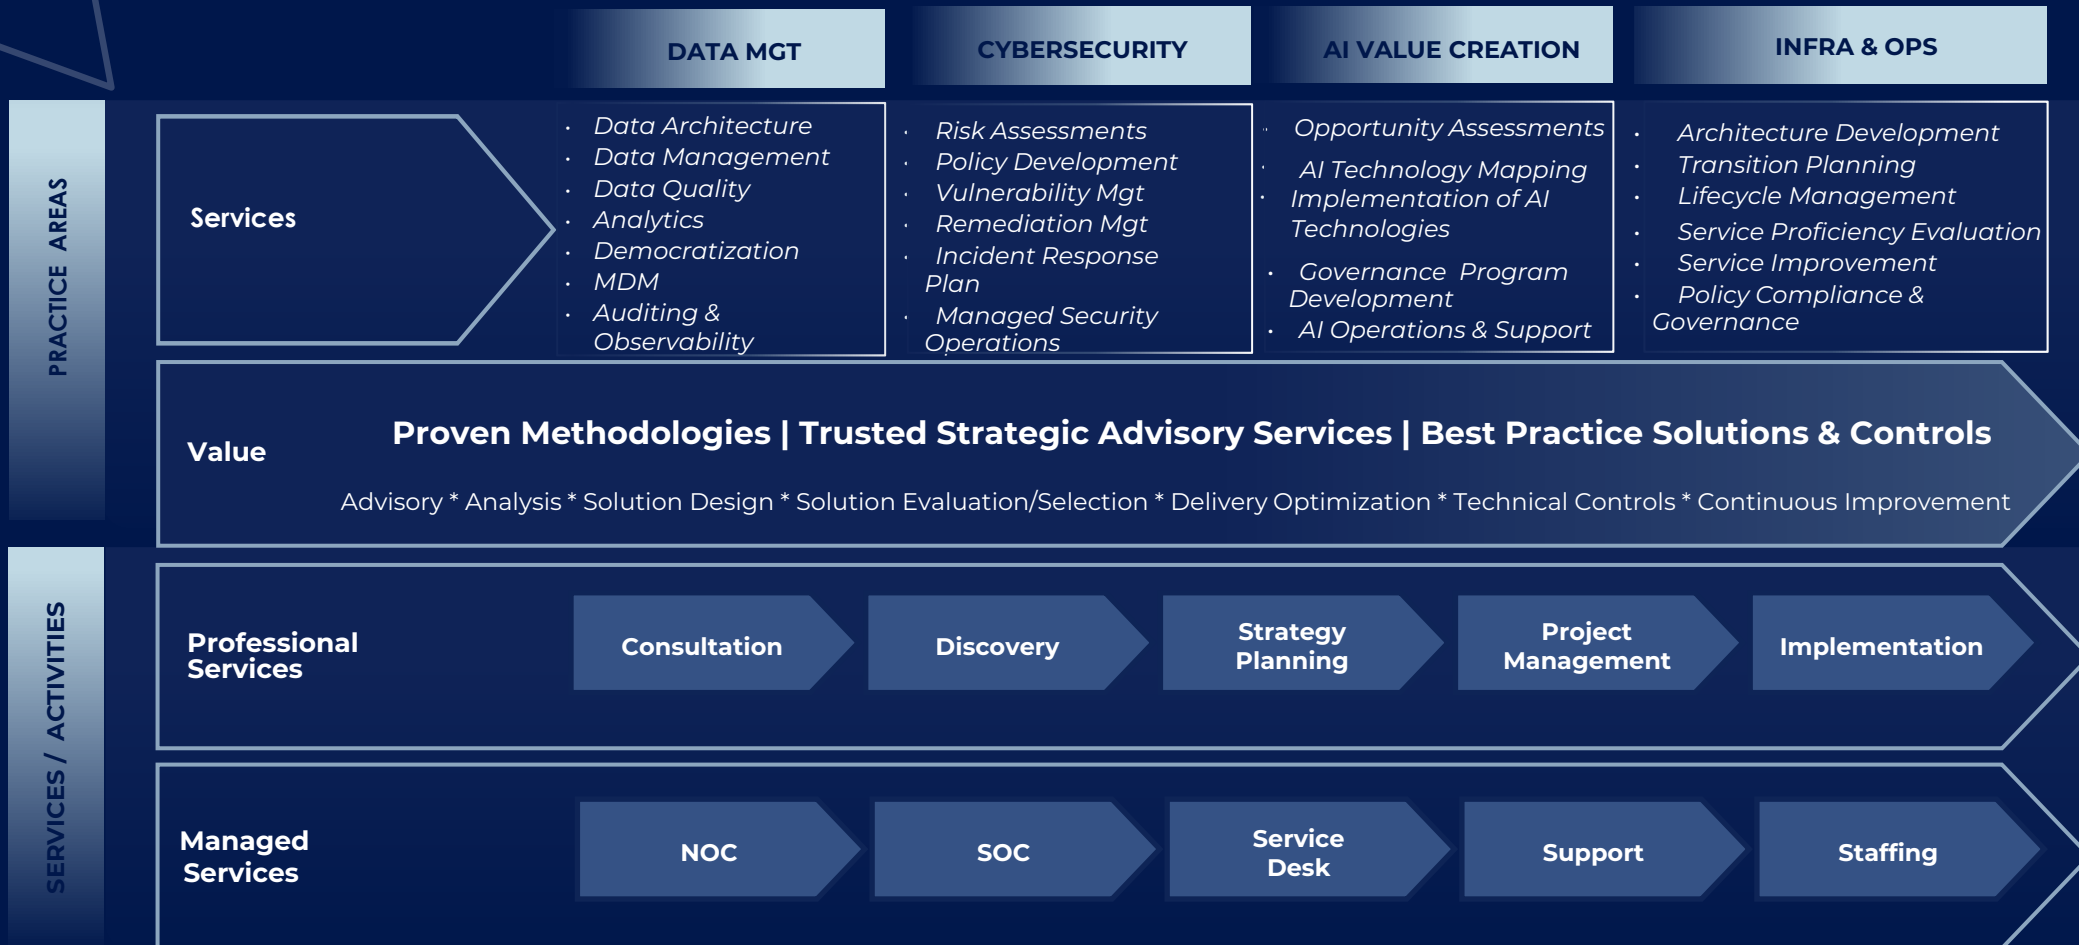 DATA MGT
CYBERSECURITY
AI VALUE CREATION
INFRA & OPS
PRACTICE AREAS
Services
• Data Architecture
• Data Management
• Data Quality
• Analytics
• Democratization
• MDM
• Auditing &
Observability
• Risk Assessments
• Policy Development
• Vulnerability Mgt
• Remediation Mgt
• Incident Response
Plan
• Managed Security
Operations
• Opportunity Assessments
• AI Technology Mapping
• Implementation of AI
Technologies
• Governance Program
Development
• AI Operations & Support
• Architecture Development
• Transition Planning
• Lifecycle Management
• Service Proficiency Evaluation
• Service Improvement
• Policy Compliance &
Governance
Value
Proven Methodologies | Trusted Strategic Advisory Services | Best Practice Solutions & Controls
Advisory * Analysis * Solution Design * Solution Evaluation/Selection * Delivery Optimization * Technical Controls * Continuous Improvement
SERVICES / ACTIVITIES
Professional
Services
Consultation
Discovery
Strategy
Planning
Project
Management
Implementation
Managed
Services
NOC
SOC
Service
Desk
Support
Staffing